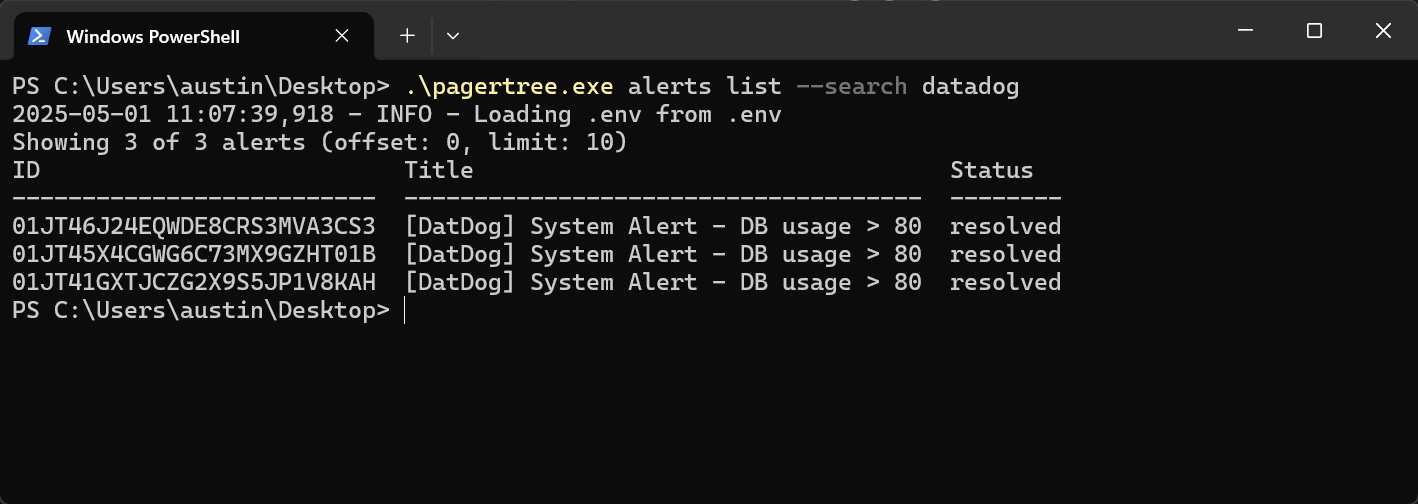 Windows PowerShell
PS C:\Users\austin\Desktop> .\pagertree.exe alerts list --search datadog
2025-05-01 11:07:39,918 - INFO - Loading .env from .env
Showing 3 of 3 alerts (offset: 0, limit: 10)
ID                          Title                                  Status
--------------------------  -------------------------------------  --------
01JT46J24EQWDE8CRS3MVA3CS3  [DatDog] System Alert - DB usage > 80  resolved
01JT45X4CGWG6C73MX9GZHT01B  [DatDog] System Alert - DB usage > 80  resolved
01JT41GXTJCZG2X9S5JP1V8KAH  [DatDog] System Alert - DB usage > 80  resolved
PS C:\Users\austin\Desktop>